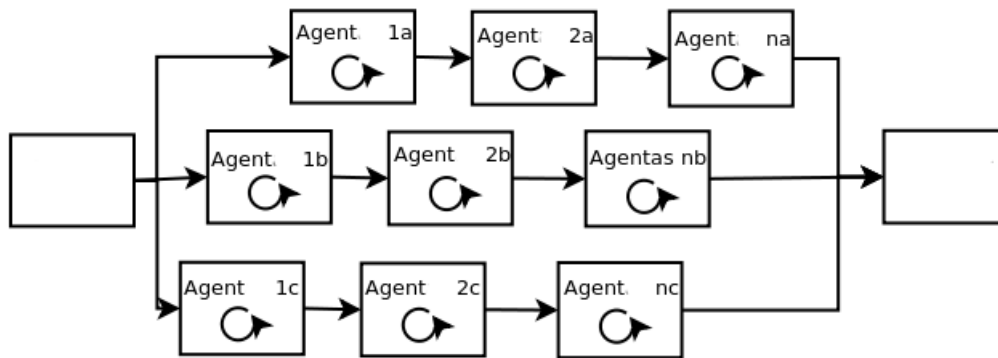 Agent 1a
Agent 2a
Agent na
Agent 1b
Agent 2b
Agentas nb
Agent 1c
Agent 2c
Agent nc